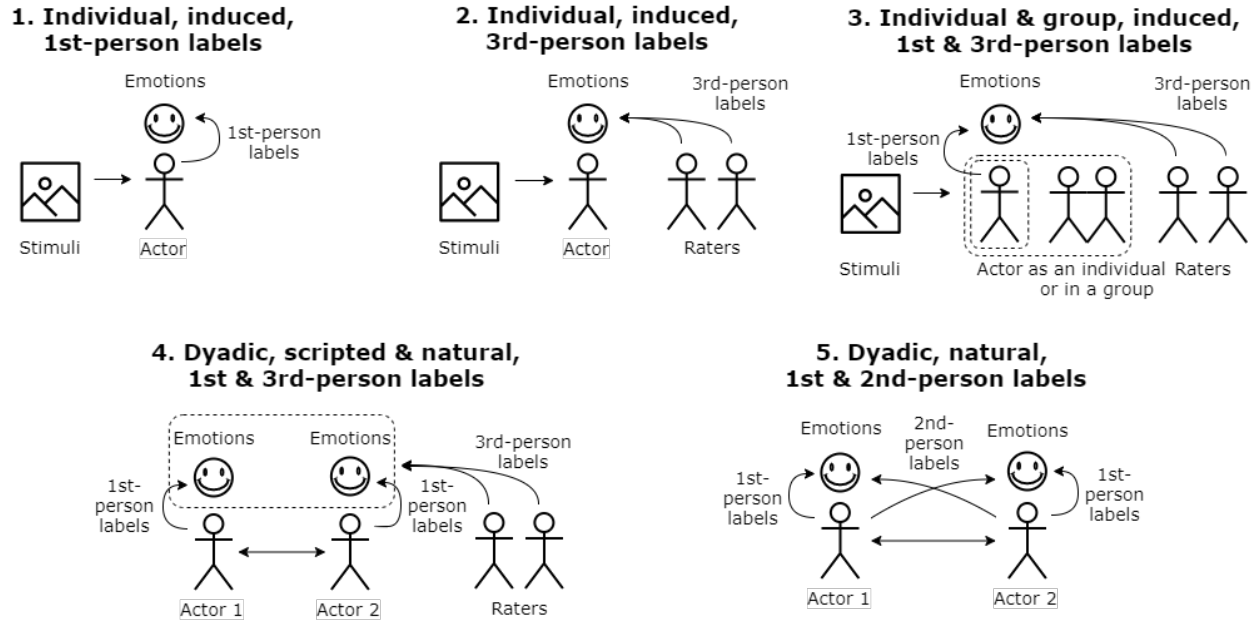 1. Individual, induced,
1st-person labels
Emotions
1st-person
labels
Stimuli
Actor
2. Individual, induced,
3rd-person labels
Emotions
3rd-person
labels
Stimuli
Actor
Raters
3. Individual & group, induced,
1st & 3rd-person labels
Emotions
3rd-person
labels
1st-person
labels
Stimuli
Actor as an individual
or in a group
Raters
4. Dyadic, scripted & natural,
1st & 3rd-person labels
Emotions
Emotions
3rd-person
labels
1st-
person
labels
1st-
person
labels
Actor 1
Actor 2
Raters
5. Dyadic, natural,
1st & 2nd-person labels
Emotions
2nd-
person
labels
Emotions
1st-
person
labels
1st-
person
labels
Actor 1
Actor 2